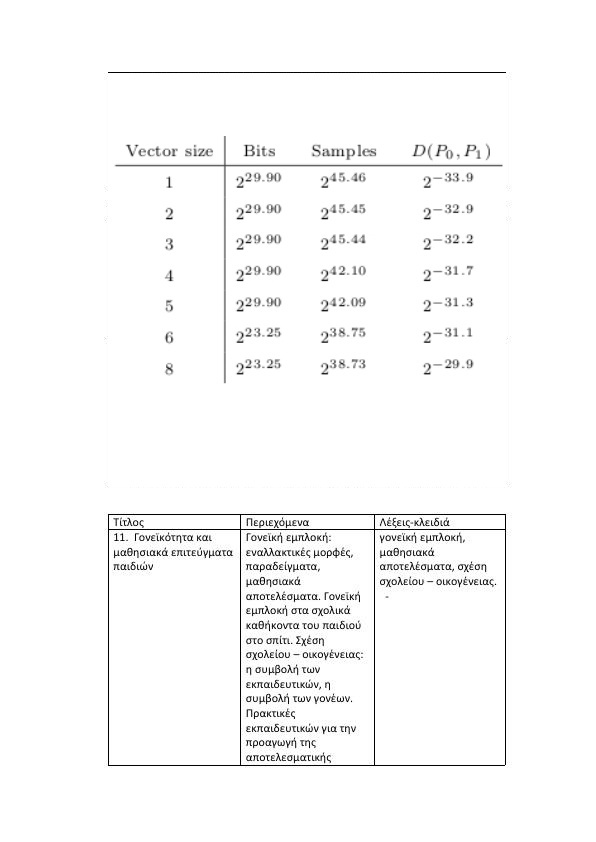 Vector size Bits Samples D(P₀, P₁)
1 2^29.90 2^45.46 2^−33.9
2 2^29.90 2^45.45 2^−32.9
3 2^29.90 2^45.44 2^−32.2
4 2^29.90 2^42.10 2^−31.7
5 2^29.90 2^42.09 2^−31.3
6 2^23.25 2^38.75 2^−31.1
8 2^23.25 2^38.73 2^−29.9
Τίτλος Περιεχόμενα Λέξεις-κλειδιά
11. Γονεϊκότητα και
μαθησιακά επιτεύγματα
παιδιών
Γονεϊκή εμπλοκή:
εναλλακτικές μορφές,
παραδείγματα,
μαθησιακά
αποτελέσματα. Γονεϊκή
εμπλοκή στα σχολικά
καθήκοντα του παιδιού
στο σπίτι. Σχέση
σχολείου – οικογένειας:
η συμβολή των
εκπαιδευτικών, η
συμβολή των γονέων.
Πρακτικές
εκπαιδευτικών για την
προαγωγή της
αποτελεσματικής
γονεϊκή εμπλοκή,
μαθησιακά
αποτελέσματα, σχέση
σχολείου – οικογένειας.
-